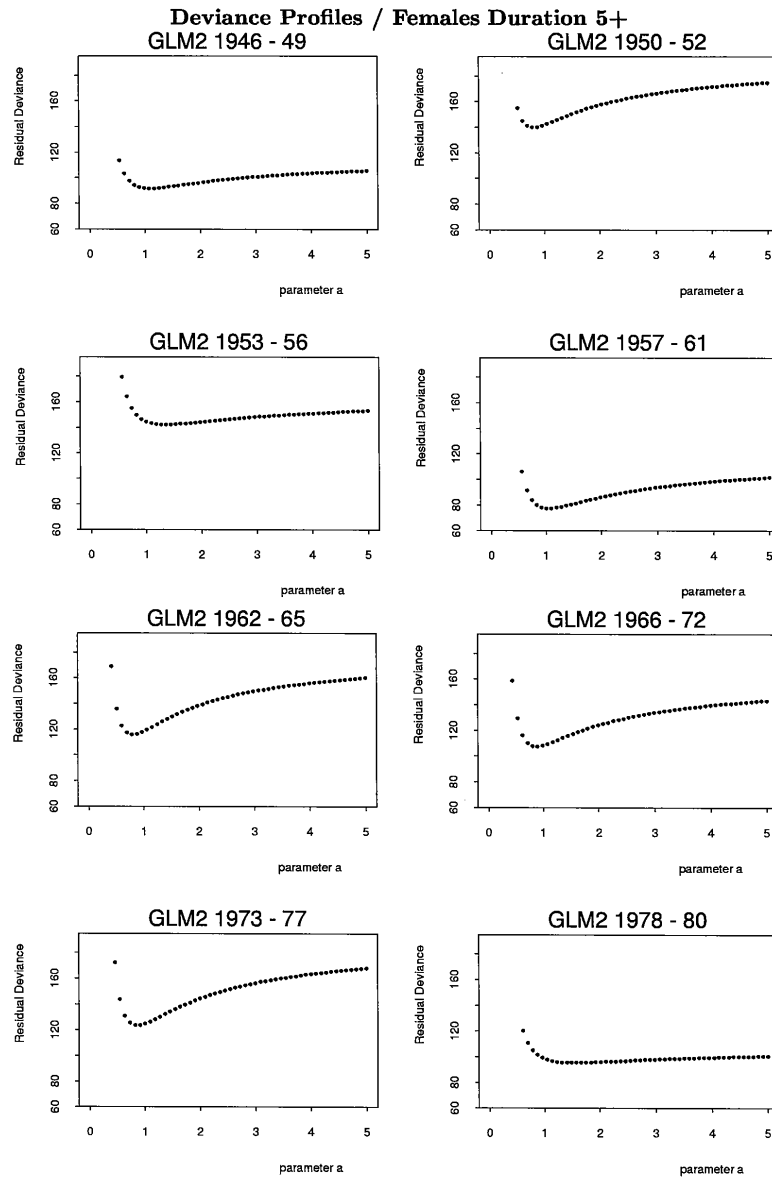 Deviance Profiles / Females Duration 5+
GLM2 1946 - 49
Residual Deviance
160
120
80
60
0 1 2 3 4 5
parameter a
GLM2 1950 - 52
Residual Deviance
160
120
80
60
0 1 2 3 4 5
parameter a
GLM2 1953 - 56
Residual Deviance
160
120
80
60
0 1 2 3 4 5
parameter a
GLM2 1957 - 61
Residual Deviance
160
120
80
60
0 1 2 3 4 5
parameter a
GLM2 1962 - 65
Residual Deviance
160
120
80
60
0 1 2 3 4 5
parameter a
GLM2 1966 - 72
Residual Deviance
160
120
80
60
0 1 2 3 4 5
parameter a
GLM2 1973 - 77
Residual Deviance
160
120
80
60
0 1 2 3 4 5
parameter a
GLM2 1978 - 80
Residual Deviance
160
120
80
60
0 1 2 3 4 5
parameter a